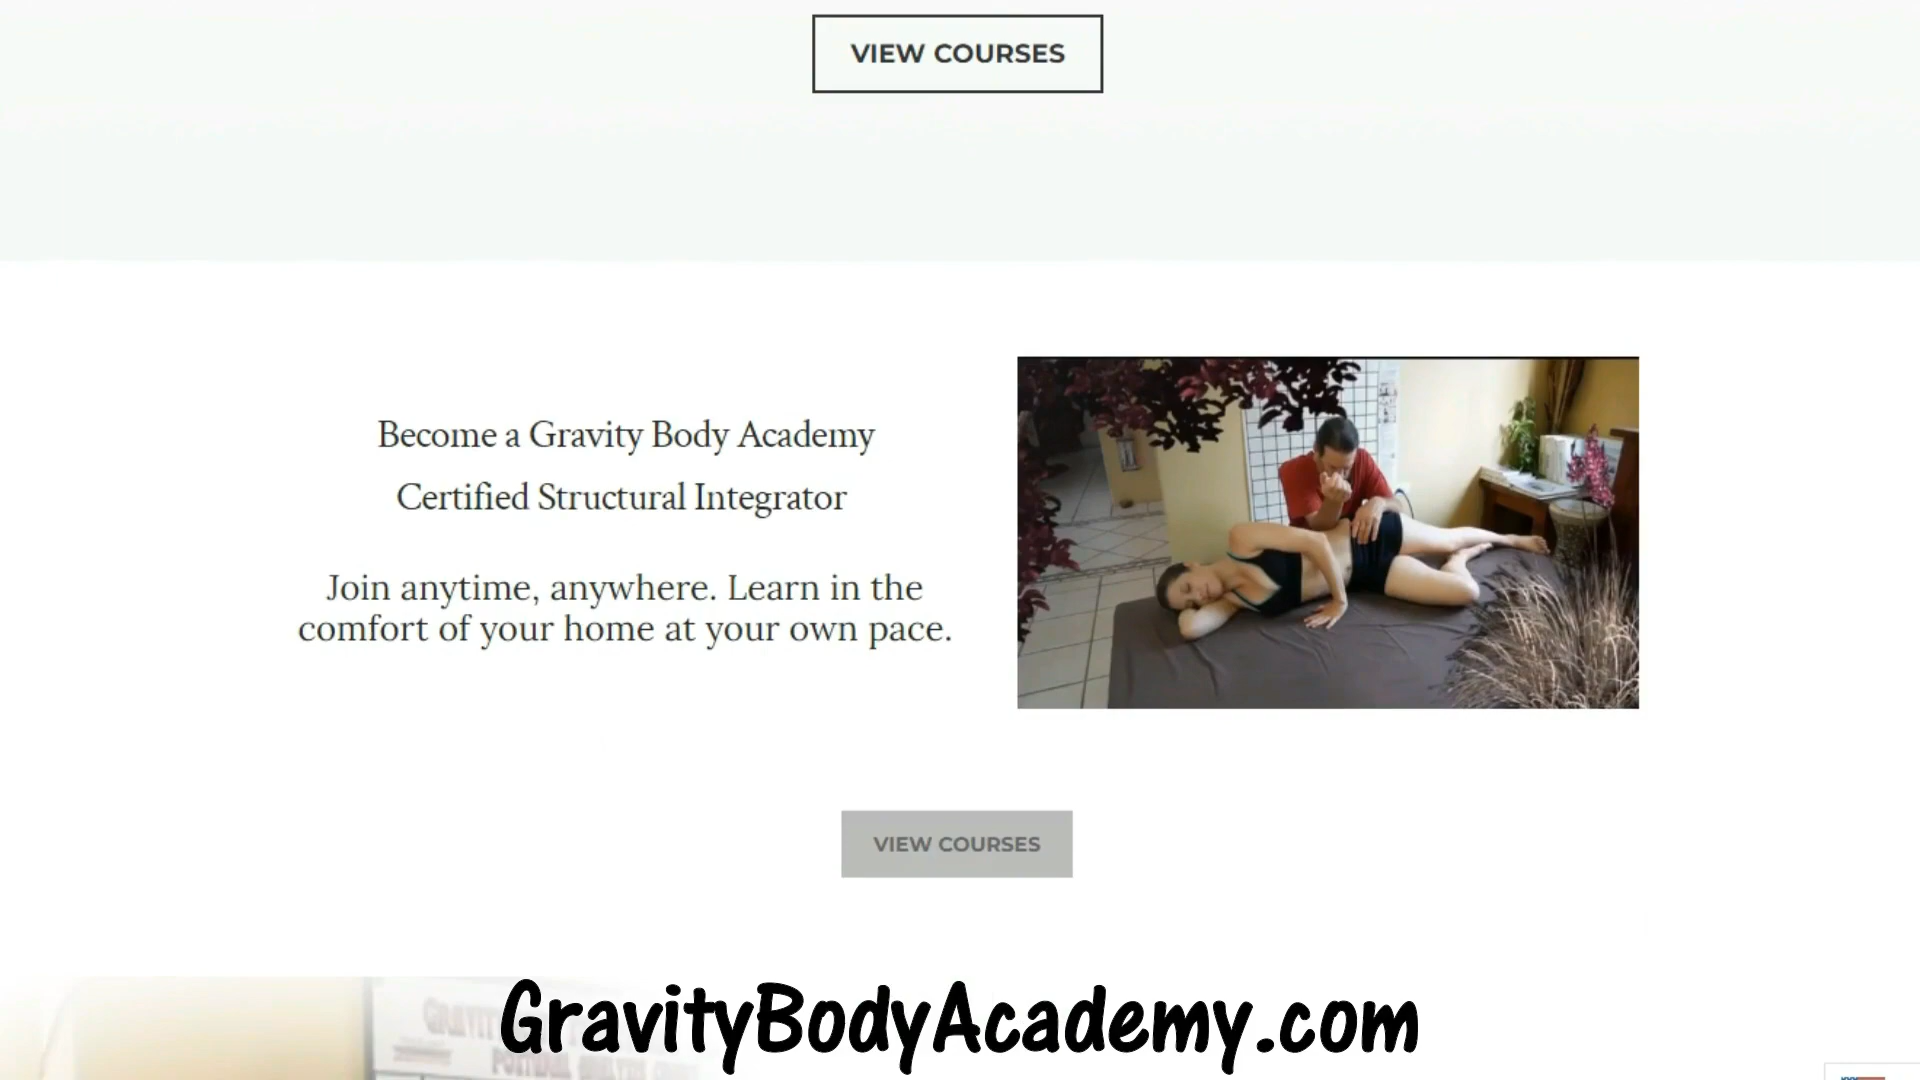 VIEW COURSES
Become a Gravity Body Academy
Certified Structural Integrator
Join anytime, anywhere. Learn in the
comfort of your home at your own pace.
VIEW COURSES
GravityBodyAcademy.com